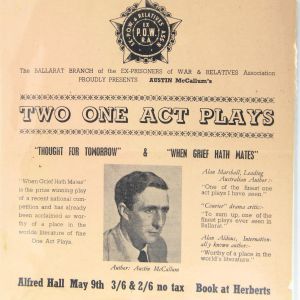 EX P.O.W. & RELATIVES ASSN
EX
P.O.W.
R.A.
The BALLARAT BRANCH of the EX-PRISONERS OF WAR & RELATIVES Association
PROUDLY PRESENTS AUSTIN McCallum's
TWO ONE ACT PLAYS
"THOUGHT FOR TOMORROW" & "WHEN GRIEF HATH MATES"
"When Grief Hath Mates"
is the prize winning play
of a recent national com-
petition and has already
been acclaimed as wor-
thy of a place in the
world literature of fine
One Act Plays.
Author: Austin McCallum
Alan Marshall, Leading
Australian Author:-
"One of the finest one
act plays I have seen."
"Courier" drama critic:-
"To sum up, one of the
finest plays ever seen in
Ballarat."
Alan Aldous, Internation-
ally known author:-
"Worthy of a place in the
world's literature."
Alfred Hall May 9th 3/6 & 2/6 no tax Book at Herberts